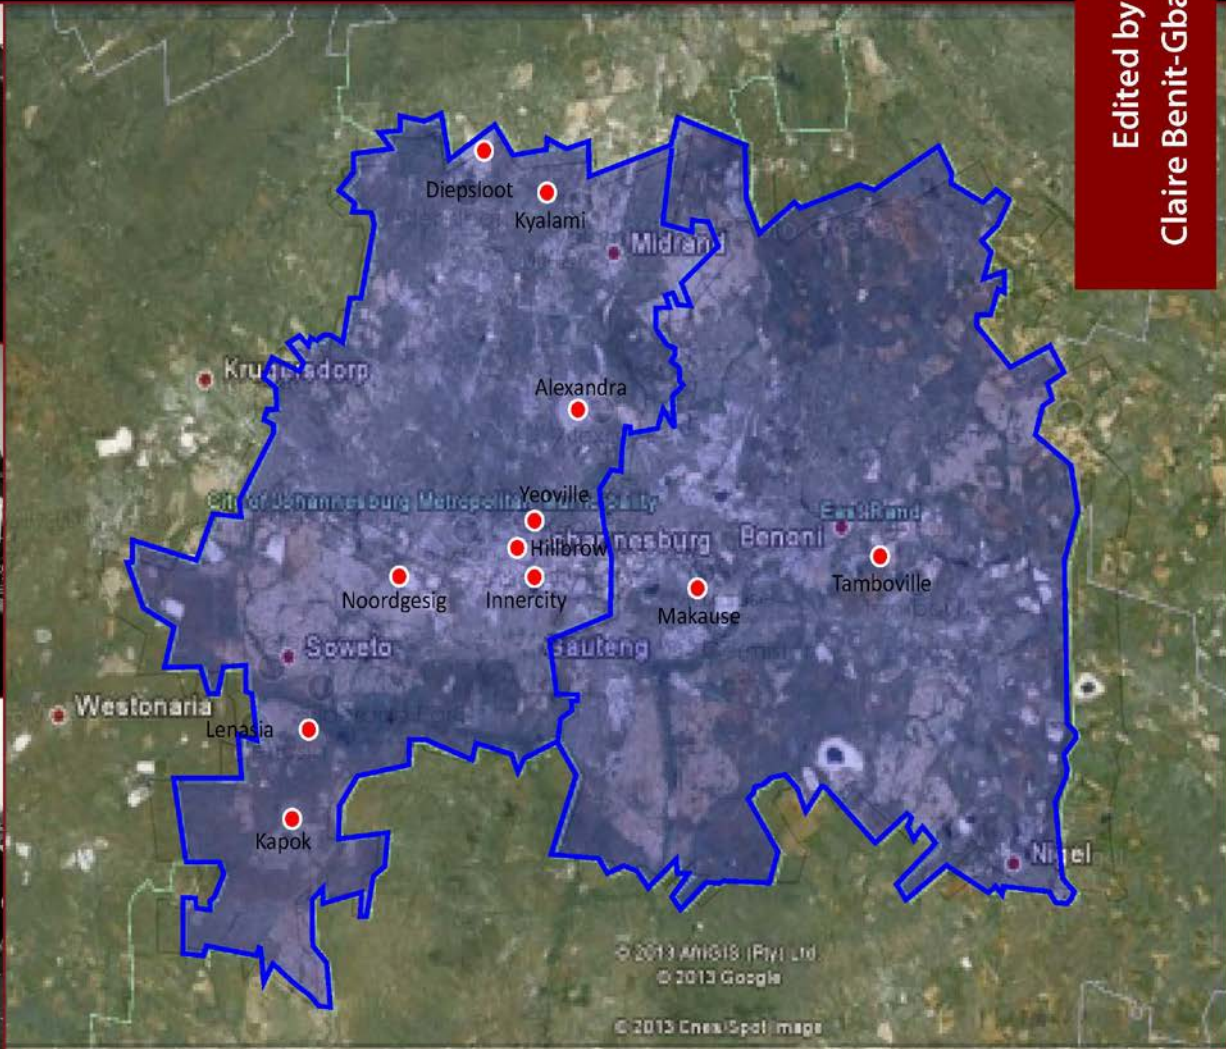 Edited by
Claire Benit-Gba
Diepsloot
Kyalami
Midrand
Krugersdorp
Alexandra
Yeoville
City of Johannesburg Metropolitan Municipality
East Rand
Hillbrow
Johannesburg
Benoni
Noordgesig
Innercity
Tamboville
Makause
Soweto
Gauteng
Westonaria
Lenasia
Kapok
Nigel
© 2013 AfriGIS (Pty) Ltd
© 2013 Google
© 2013 Cnes/Spot Image